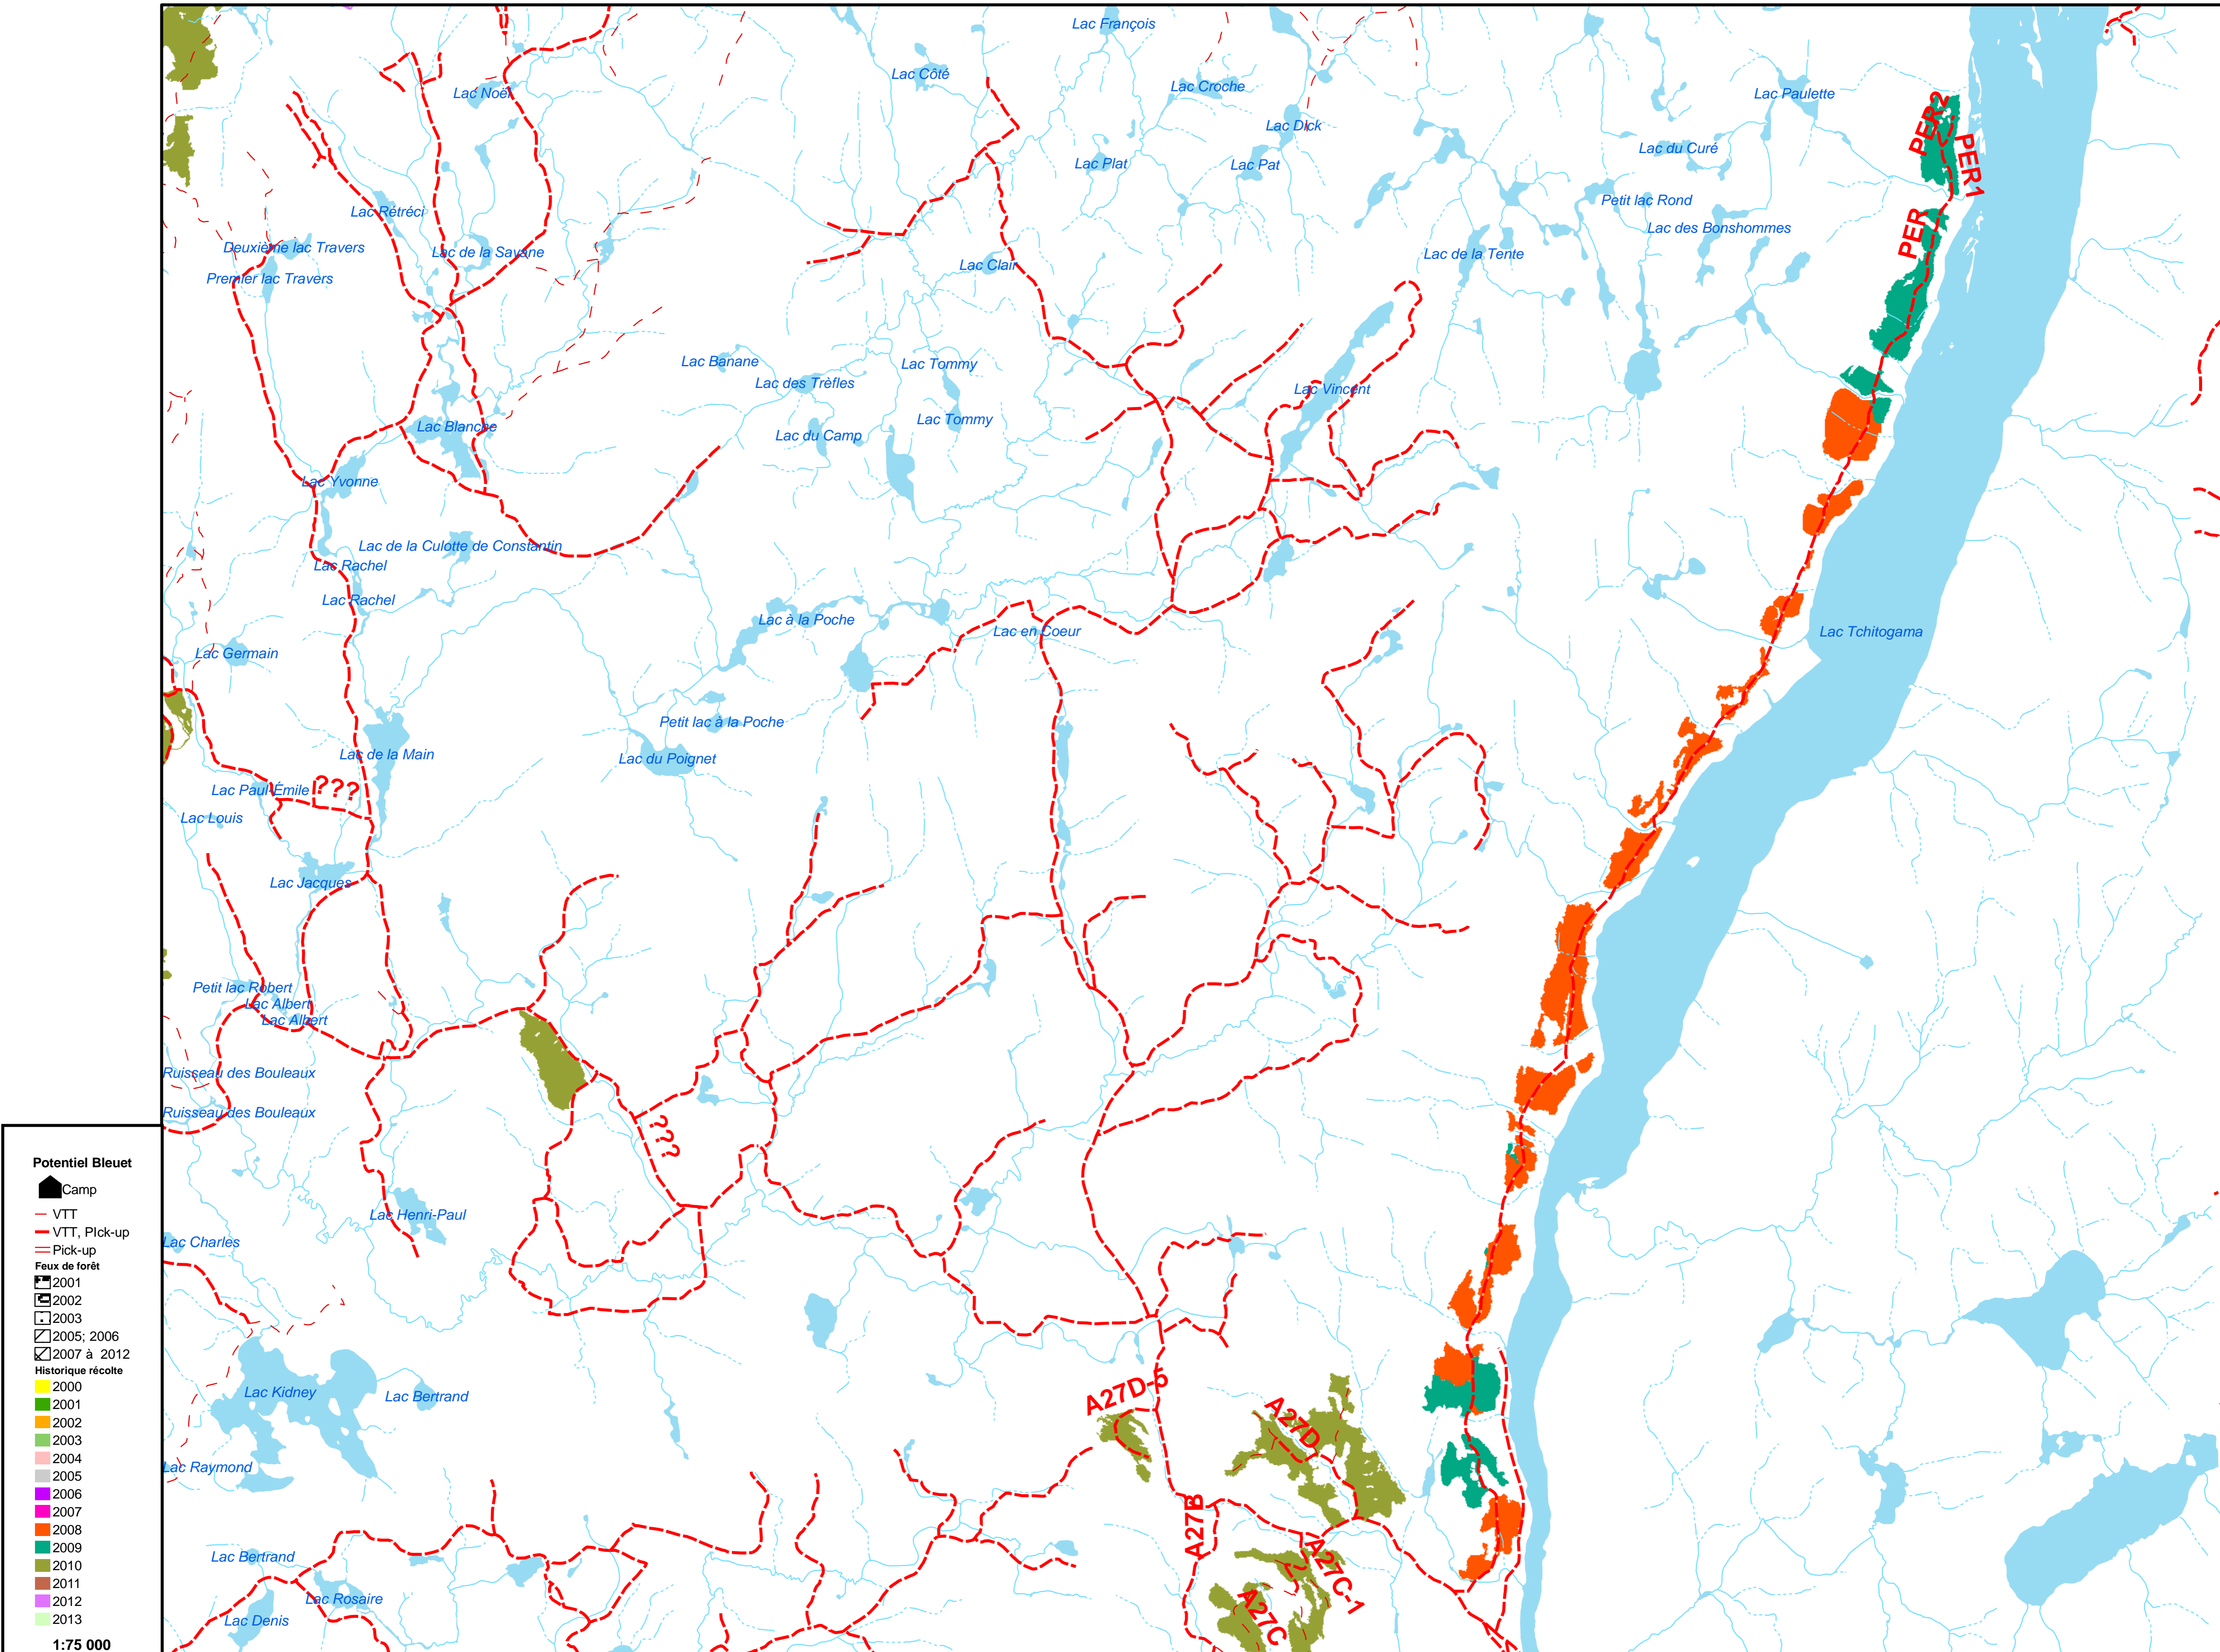 Lac François
Lac Côté
Lac Croche
Lac Noël
Lac Paulette
PER2
Lac Dick
Lac du Curé
PER1
Lac Plat
Lac Pat
Petit lac Rond
Lac Rétréci
Lac des Bonshommes
PER
Deuxième lac Travers
Lac de la Savane
Lac de la Tente
Lac Clair
Premier lac Travers
Lac Banane
Lac Tommy
Lac des Trèfles
Lac Vincent
Lac Tommy
Lac Blanche
Lac du Camp
Lac Yvonne
Lac de la Culotte de Constantin
Lac Rachel
Lac Rachel
Lac à la Poche
Lac en Coeur
Lac Tchitogama
Lac Germain
Petit lac à la Poche
Lac de la Main
Lac du Poignet
Lac Paul-Émile
???
Lac Louis
Lac Jacques
Petit lac Robert
Lac Albert
Lac Albert
Ruisseau des Bouleaux
Ruisseau des Bouleaux
???
Lac Henri-Paul
Lac Charles
Lac Kidney
Lac Bertrand
A27D-5
A27D
Lac Raymond
A27B
Lac Bertrand
A27C-1
Lac Rosaire
A27C
Lac Denis
Potentiel Bleuet
Camp
VTT
VTT, PIck-up
Pick-up
Feux de forêt
2001
2002
2003
2005; 2006
2007 à 2012
Historique récolte
2000
2001
2002
2003
2004
2005
2006
2007
2008
2009
2010
2011
2012
2013
1:75 000